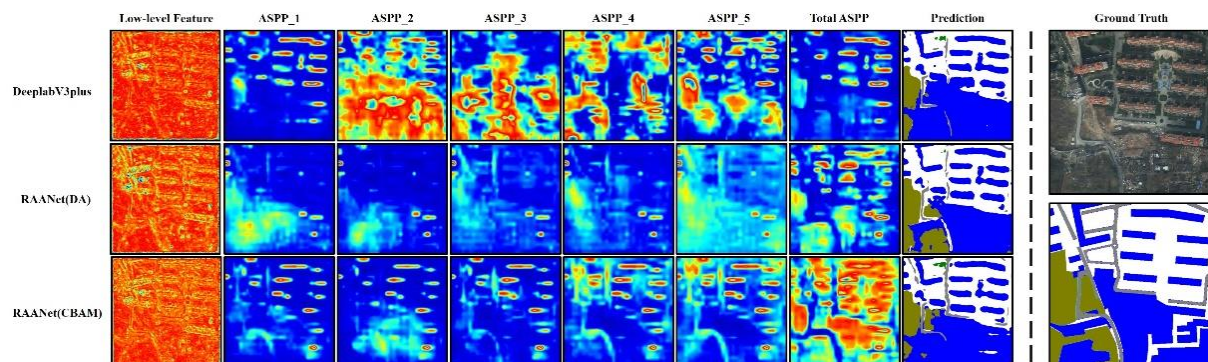 Low-level Feature ASPP_1 ASPP_2 ASPP_3 ASPP_4 ASPP_5 Total ASPP Prediction Ground Truth
DeeplabV3plus
RAANet(DA)
RAANet(CBAM)